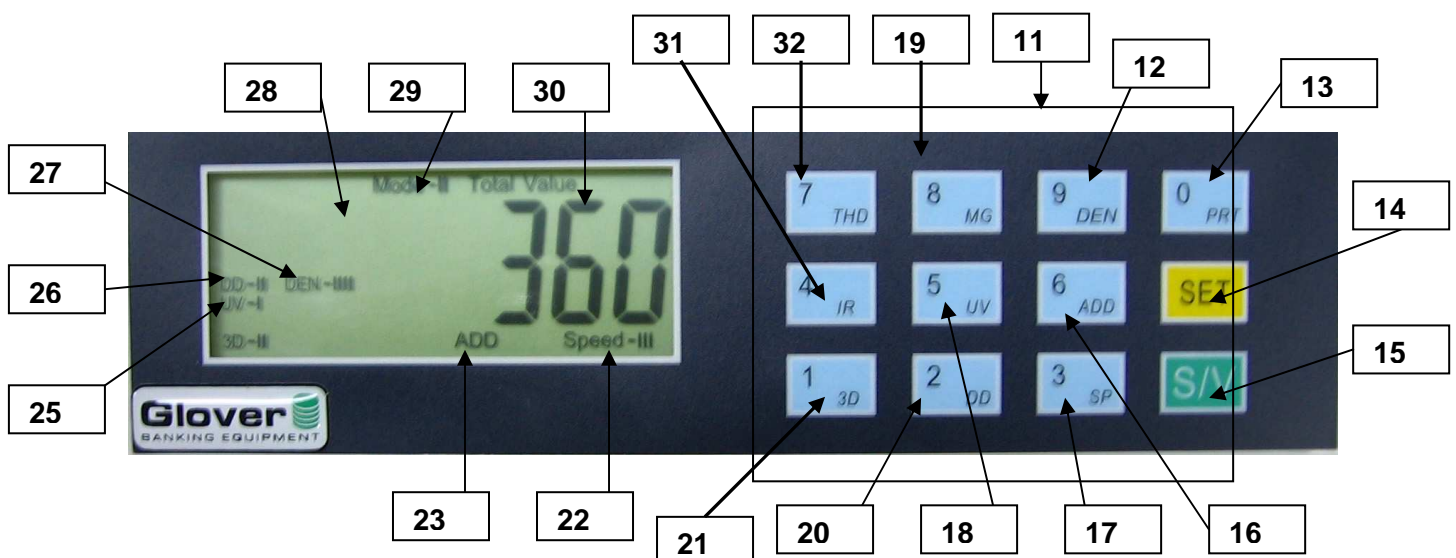 31 32 19 11
12
28 29 30 13
27
Mode-III Total Value
360
7 THD 8 MG 9 DEN 0 PRT
14
26
DD-III DEN-IIIII
UV-I
4 IR 5 UV 6 ADD SET
3D-II ADD Speed-III
15
25
1 3D 2 DD 3 SP S/V
Glover
BANKING EQUIPMENT
23 22 21 20 18 17 16